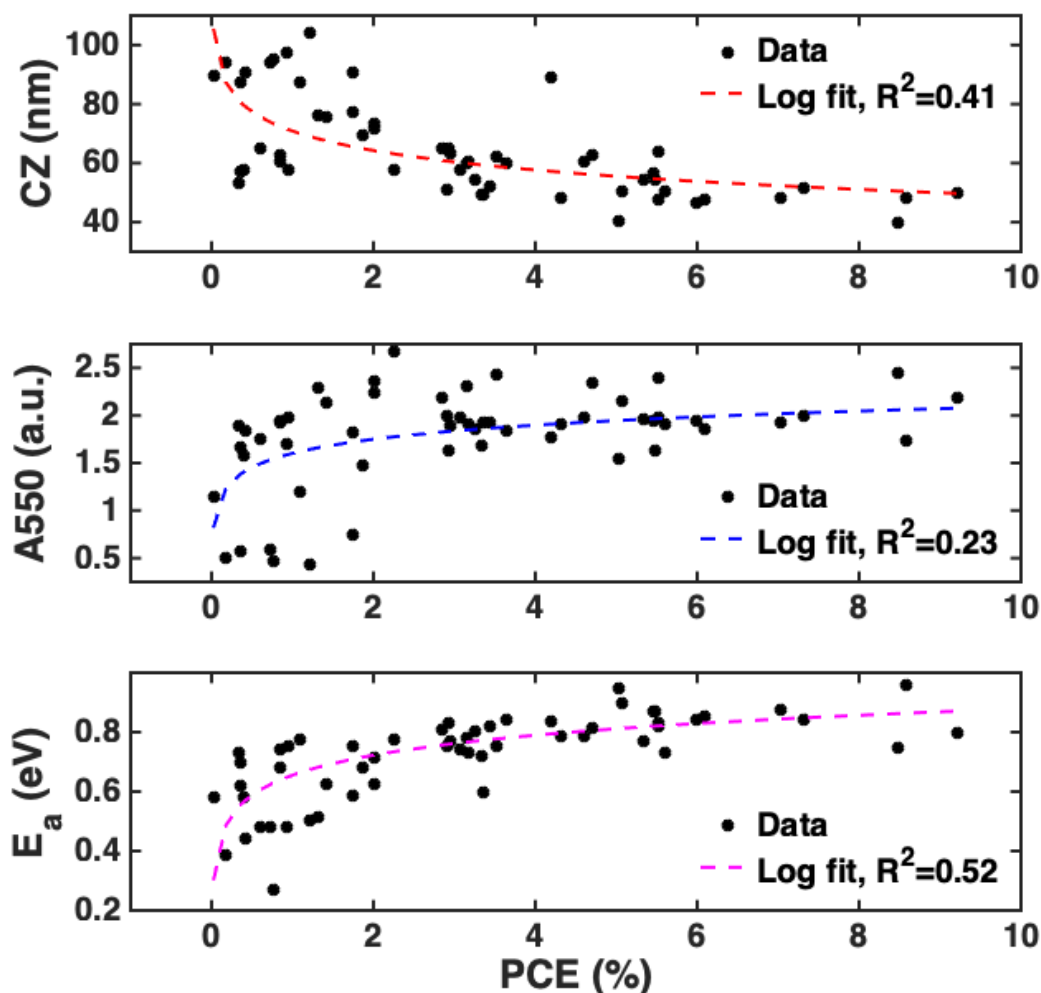 CZ (nm)
100
80
60
40
Data
Log fit, R²=0.41
0 2 4 6 8 10
A550 (a.u.)
2.5
2
1.5
1
0.5
Data
Log fit, R²=0.23
0 2 4 6 8 10
Eₐ (eV)
0.8
0.6
0.4
0.2
Data
Log fit, R²=0.52
0 2 4 6 8 10
PCE (%)